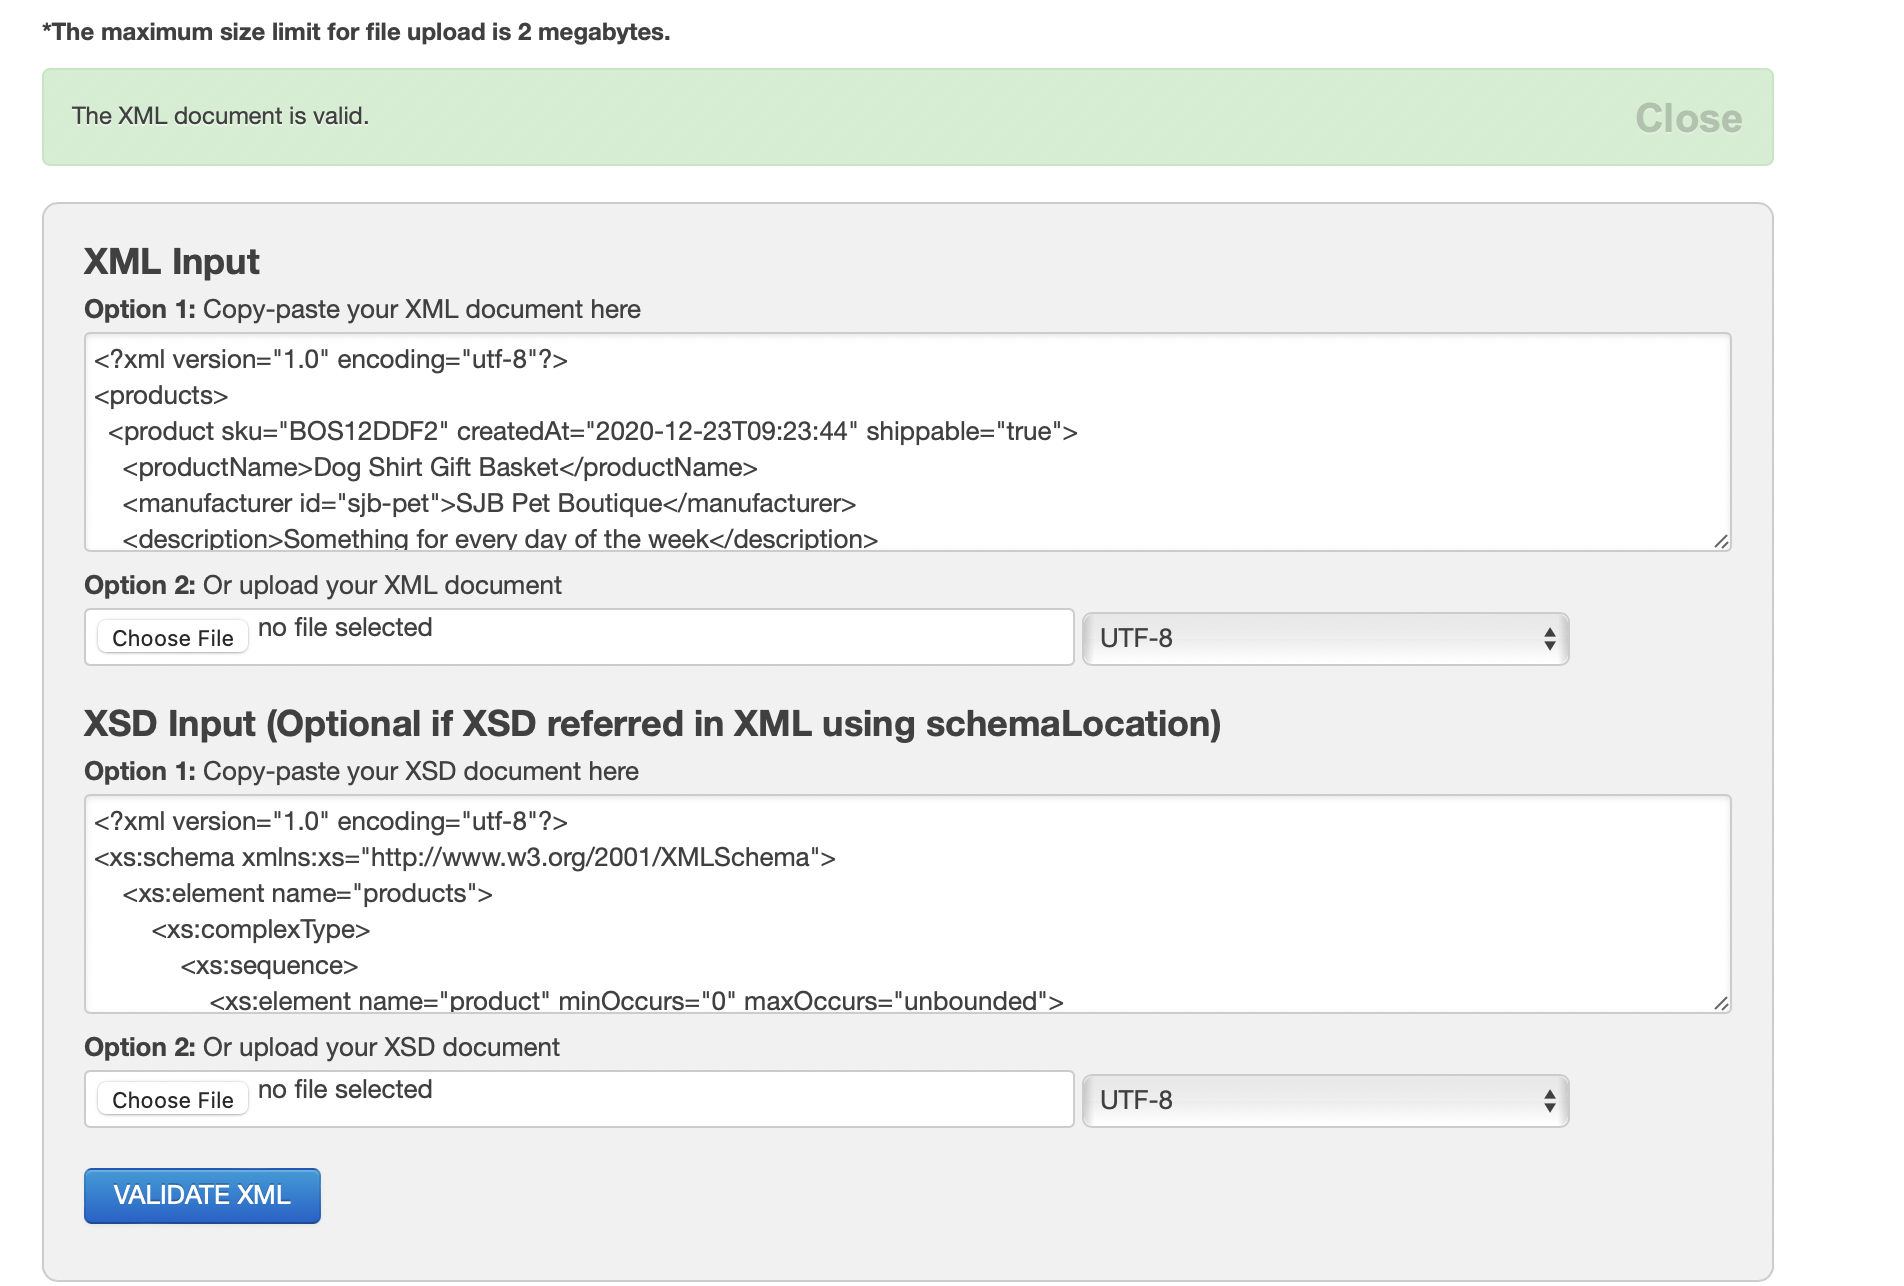 *The maximum size limit for file upload is 2 megabytes.
The XML document is valid.
Close
XML Input
Option 1: Copy-paste your XML document here
<?xml version="1.0" encoding="utf-8"?>
<products>
<product sku="BOS12DDF2" createdAt="2020-12-23T09:23:44" shippable="true">
<productName>Dog Shirt Gift Basket</productName>
<manufacturer id="sjb-pet">SJB Pet Boutique</manufacturer>
<description>Something for every day of the week</description>
Option 2: Or upload your XML document
Choose File no file selected
UTF-8
XSD Input (Optional if XSD referred in XML using schemaLocation)
Option 1: Copy-paste your XSD document here
<?xml version="1.0" encoding="utf-8"?>
<xs:schema xmlns:xs="http://www.w3.org/2001/XMLSchema">
<xs:element name="products">
<xs:complexType>
<xs:sequence>
<xs:element name="product" minOccurs="0" maxOccurs="unbounded">
Option 2: Or upload your XSD document
Choose File no file selected
UTF-8
VALIDATE XML